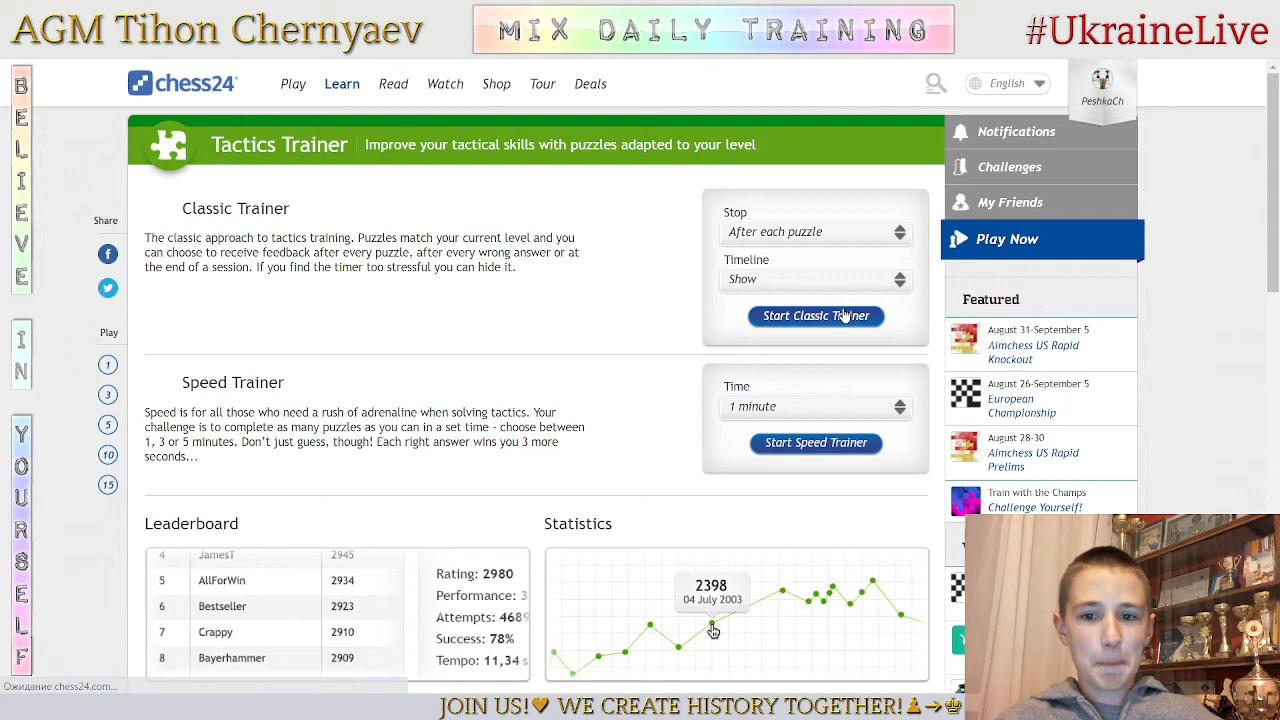 AGM Tihon Chernyaev
MIX DAILY TRAINING
#UkraineLive
BELIEVE
IN
YOURSELF
chess24
Play
Learn
Read
Watch
Shop
Tour
Deals
English
PeshkaCh
Tactics Trainer
Improve your tactical skills with puzzles adapted to your level
Notifications
Challenges
My Friends
Play Now
Share
Play
1
3
5
10
15
Classic Trainer
The classic approach to tactics training. Puzzles match your current level and you
can choose to receive feedback after every puzzle, after every wrong answer or at
the end of a session. If you find the timer too stressful you can hide it.
Stop
After each puzzle
Timeline
Show
Start Classic Trainer
Speed Trainer
Speed is for all those who need a rush of adrenaline when solving tactics. Your
challenge is to complete as many puzzles as you can in a set time - choose between
1, 3 or 5 minutes. Don't just guess, though! Each right answer wins you 3 more
seconds...
Time
1 minute
Start Speed Trainer
Featured
August 31-September 5
Aimchess US Rapid
Knockout
August 26-September 5
European
Championship
August 28-30
Aimchess US Rapid
Prelims
Train with the Champs
Challenge Yourself!
Leaderboard
4 JamesT 2945
5 AllForWin 2934
6 Bestseller 2923
7 Crappy 2910
8 Bayerhammer 2909
Rating: 2980
Performance: 3
Attempts: 4689
Success: 78%
Tempo: 11,34 s
Statistics
2398
04 July 2003
Ожидание chess24.com...
JOIN US!♥ WE CREATE HISTORY TOGETHER!♟→♚